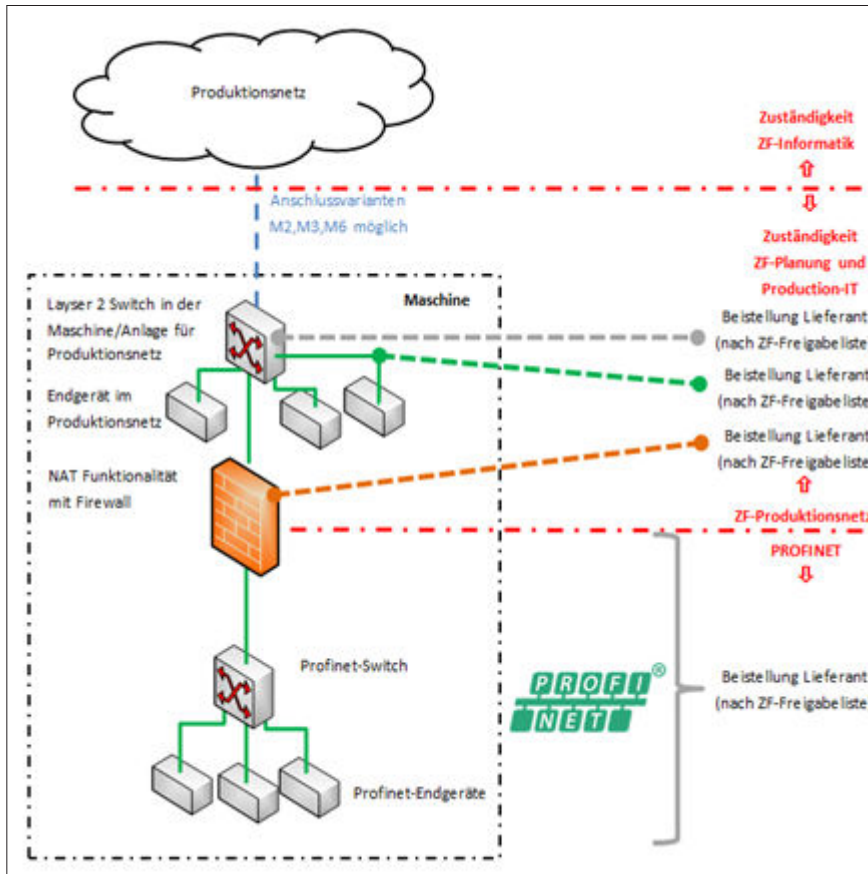 Produktionsnetz
Zuständigkeit
ZF-Informatik
Anschlussvarianten
M2,M3,M6 möglich
Zuständigkeit
ZF-Planung und
Production-IT
Maschine
Layser 2 Switch in der
Maschine/Anlage für
Produktionsnetz
Beistellung Lieferant
(nach ZF-Freigabeliste
Endgerät im
Produktionsnetz
Beistellung Lieferant
(nach ZF-Freigabeliste
Beistellung Lieferant
(nach ZF-Freigabeliste
NAT Funktionalität
mit Firewall
ZF-Produktionsnetz
PROFINET
Profinet-Switch
PROFI®
NET
Beistellung Lieferant
(nach ZF-Freigabeliste
Profinet-Endgeräte